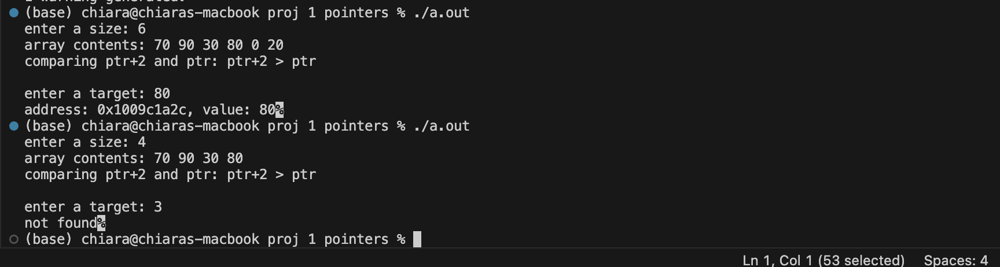 1 warning generated.
(base) chiara@chiaras-macbook proj 1 pointers % ./a.out
enter a size: 6
array contents: 70 90 30 80 0 20
comparing ptr+2 and ptr: ptr+2 > ptr
enter a target: 80
address: 0x1009c1a2c, value: 80%
(base) chiara@chiaras-macbook proj 1 pointers % ./a.out
enter a size: 4
array contents: 70 90 30 80
comparing ptr+2 and ptr: ptr+2 > ptr
enter a target: 3
not found%
(base) chiara@chiaras-macbook proj 1 pointers %
Ln 1, Col 1 (53 selected) Spaces: 4